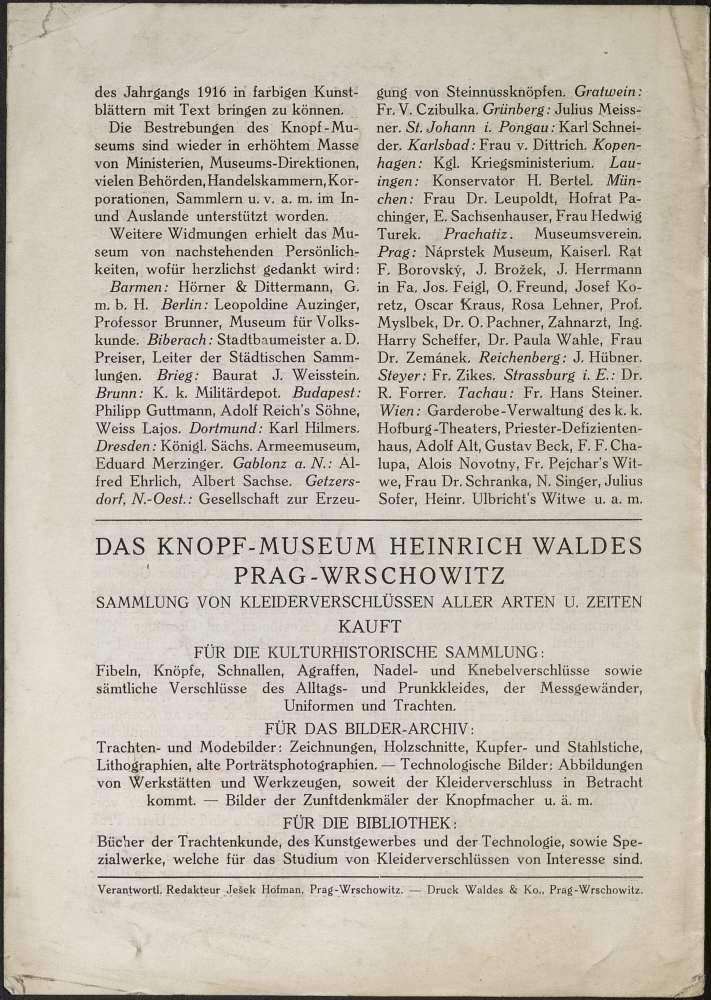 des Jahrgangs 1916 in farbigen Kunst-
blättern mit Text bringen zu können.
Die Bestrebungen des Knopf-Mu-
seums sind wieder in erhöhtem Masse
von Ministerien, Museums-Direktionen,
vielen Behörden, Handelskammern, Kor-
porationen, Sammlern u. v. a. m. im In-
und Auslande unterstützt worden.
Weitere Widmungen erhielt das Mu-
seum von nachstehenden Persönlich-
keiten, wofür herzlichst gedankt wird:
Barmen: Hörner & Dittermann, G.
m. b. H. Berlin: Leopoldine Auzinger,
Professor Brunner, Museum für Volks-
kunde. Biberach: Stadtbaumeister a. D.
Preiser, Leiter der Städtischen Samm-
lungen. Brieg: Baurat J. Weisstein.
Brunn: K. k. Militärdepot. Budapest:
Philipp Guttmann, Adolf Reich's Söhne,
Weiss Lajos. Dortmund: Karl Hilmers.
Dresden: Königl. Sächs. Armeemuseum,
Eduard Merzinger. Gablonz a. N.: Al-
fred Ehrlich, Albert Sachse. Getzers-
dorf, N.-Oest.: Gesellschaft zur Erzeu-
gung von Steinnussknöpfen. Gratwein:
Fr. V. Czibulka. Grünberg: Julius Meiss-
ner. St. Johann i. Pongau: Karl Schnei-
der. Karlsbad: Frau v. Dittrich. Kopen-
hagen: Kgl. Kriegsministerium. Lau-
ingen: Konservator H. Bertel. Mün-
chen: Frau Dr. Leupoldt, Hofrat Pa-
chinger, E. Sachsenhauser, Frau Hedwig
Turek. Prachatiz. Museumsverein.
Prag: Náprstek Museum, Kaiserl. Rat
F. Borovský, J. Brožek, J. Herrmann
in Fa. Jos. Feigl, O. Freund, Josef Ko-
retz, Oscar Kraus, Rosa Lehner, Prof.
Myslbek, Dr. O. Pachner, Zahnarzt, Ing.
Harry Scheffer, Dr. Paula Wahle, Frau
Dr. Zemánek. Reichenberg: J. Hübner.
Steyer: Fr. Zikes. Strassburg i. E.: Dr.
R. Forrer. Tachau: Fr. Hans Steiner.
Wien: Garderobe-Verwaltung des k. k.
Hofburg-Theaters, Priester-Defizienten-
haus, Adolf Alt, Gustav Beck, F. F. Cha-
lupa, Alois Novotny, Fr. Pejchar's Wit-
we, Frau Dr. Schranka, N. Singer, Julius
Sofer, Heinr. Ulbricht's Witwe u. a. m.
DAS KNOPF-MUSEUM HEINRICH WALDES
PRAG-WRSCHOWITZ
SAMMLUNG VON KLEIDERVERSCHLÜSSEN ALLER ARTEN U. ZEITEN
KAUFT
FÜR DIE KULTURHISTORISCHE SAMMLUNG:
Fibeln, Knöpfe, Schnallen, Agraffen, Nadel- und Knebelverschlüsse sowie
sämtliche Verschlüsse des Alltags- und Prunkkleides, der Messgewänder,
Uniformen und Trachten.
FÜR DAS BILDER-ARCHIV:
Trachten- und Modebilder: Zeichnungen, Holzschnitte, Kupfer- und Stahlstiche,
Lithographien, alte Porträtsphotographien. — Technologische Bilder: Abbildungen
von Werkstätten und Werkzeugen, soweit der Kleiderverschluss in Betracht
kommt. — Bilder der Zunftdenkmäler der Knopfmacher u. ä. m.
FÜR DIE BIBLIOTHEK:
Bücher der Trachtenkunde, des Kunstgewerbes und der Technologie, sowie Spe-
zialwerke, welche für das Studium von Kleiderverschlüssen von Interesse sind.
Verantwortl. Redakteur Ješek Hofman, Prag-Wrschowitz. — Druck Waldes & Ko., Prag-Wrschowitz.